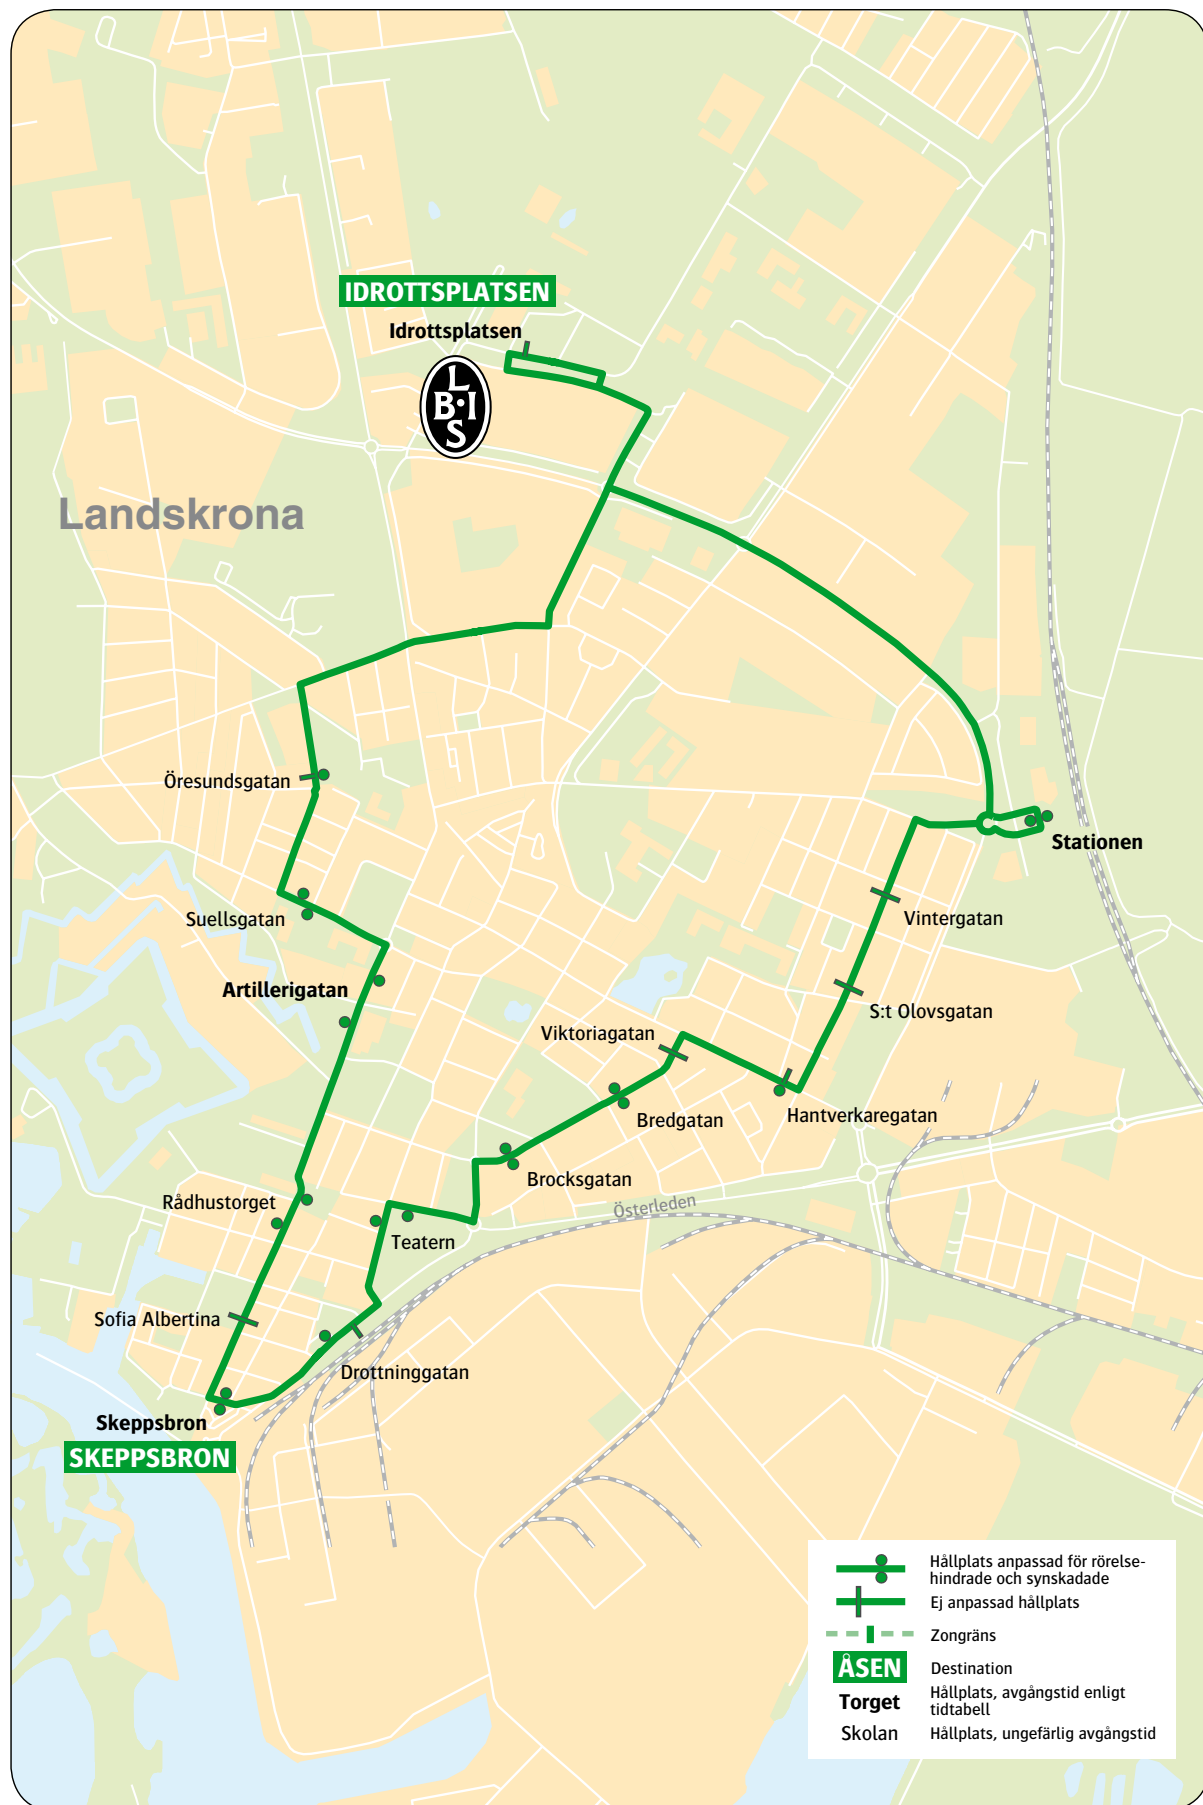 IDROTTSPLATSEN
Idrottsplatsen
L
B·I
S
Landskrona
Öresundsgatan
Stationen
Suellsgatan
Vintergatan
Artillerigatan
S:t Olovsgatan
Viktoriagatan
Hantverkaregatan
Bredgatan
Brocksgatan
Rådhustorget
Österleden
Teatern
Sofia Albertina
Drottninggatan
Skeppsbron
SKEPPSBRON
Hållplats anpassad för rörelse-
hindrade och synskadade
Ej anpassad hållplats
Zongräns
ÅSEN Destination
Torget Hållplats, avgångstid enligt
tidtabell
Skolan Hållplats, ungefärlig avgångstid